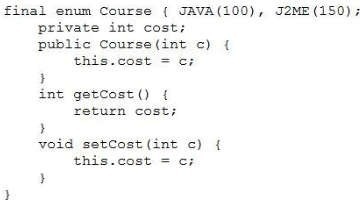 final enum Course { JAVA(100), J2ME(150);
    private int cost;
    public Course(int c) {
        this.cost = c;
    }
    int getCost() {
        return cost;
    }
    void setCost(int c) {
        this.cost = c;
    }
}